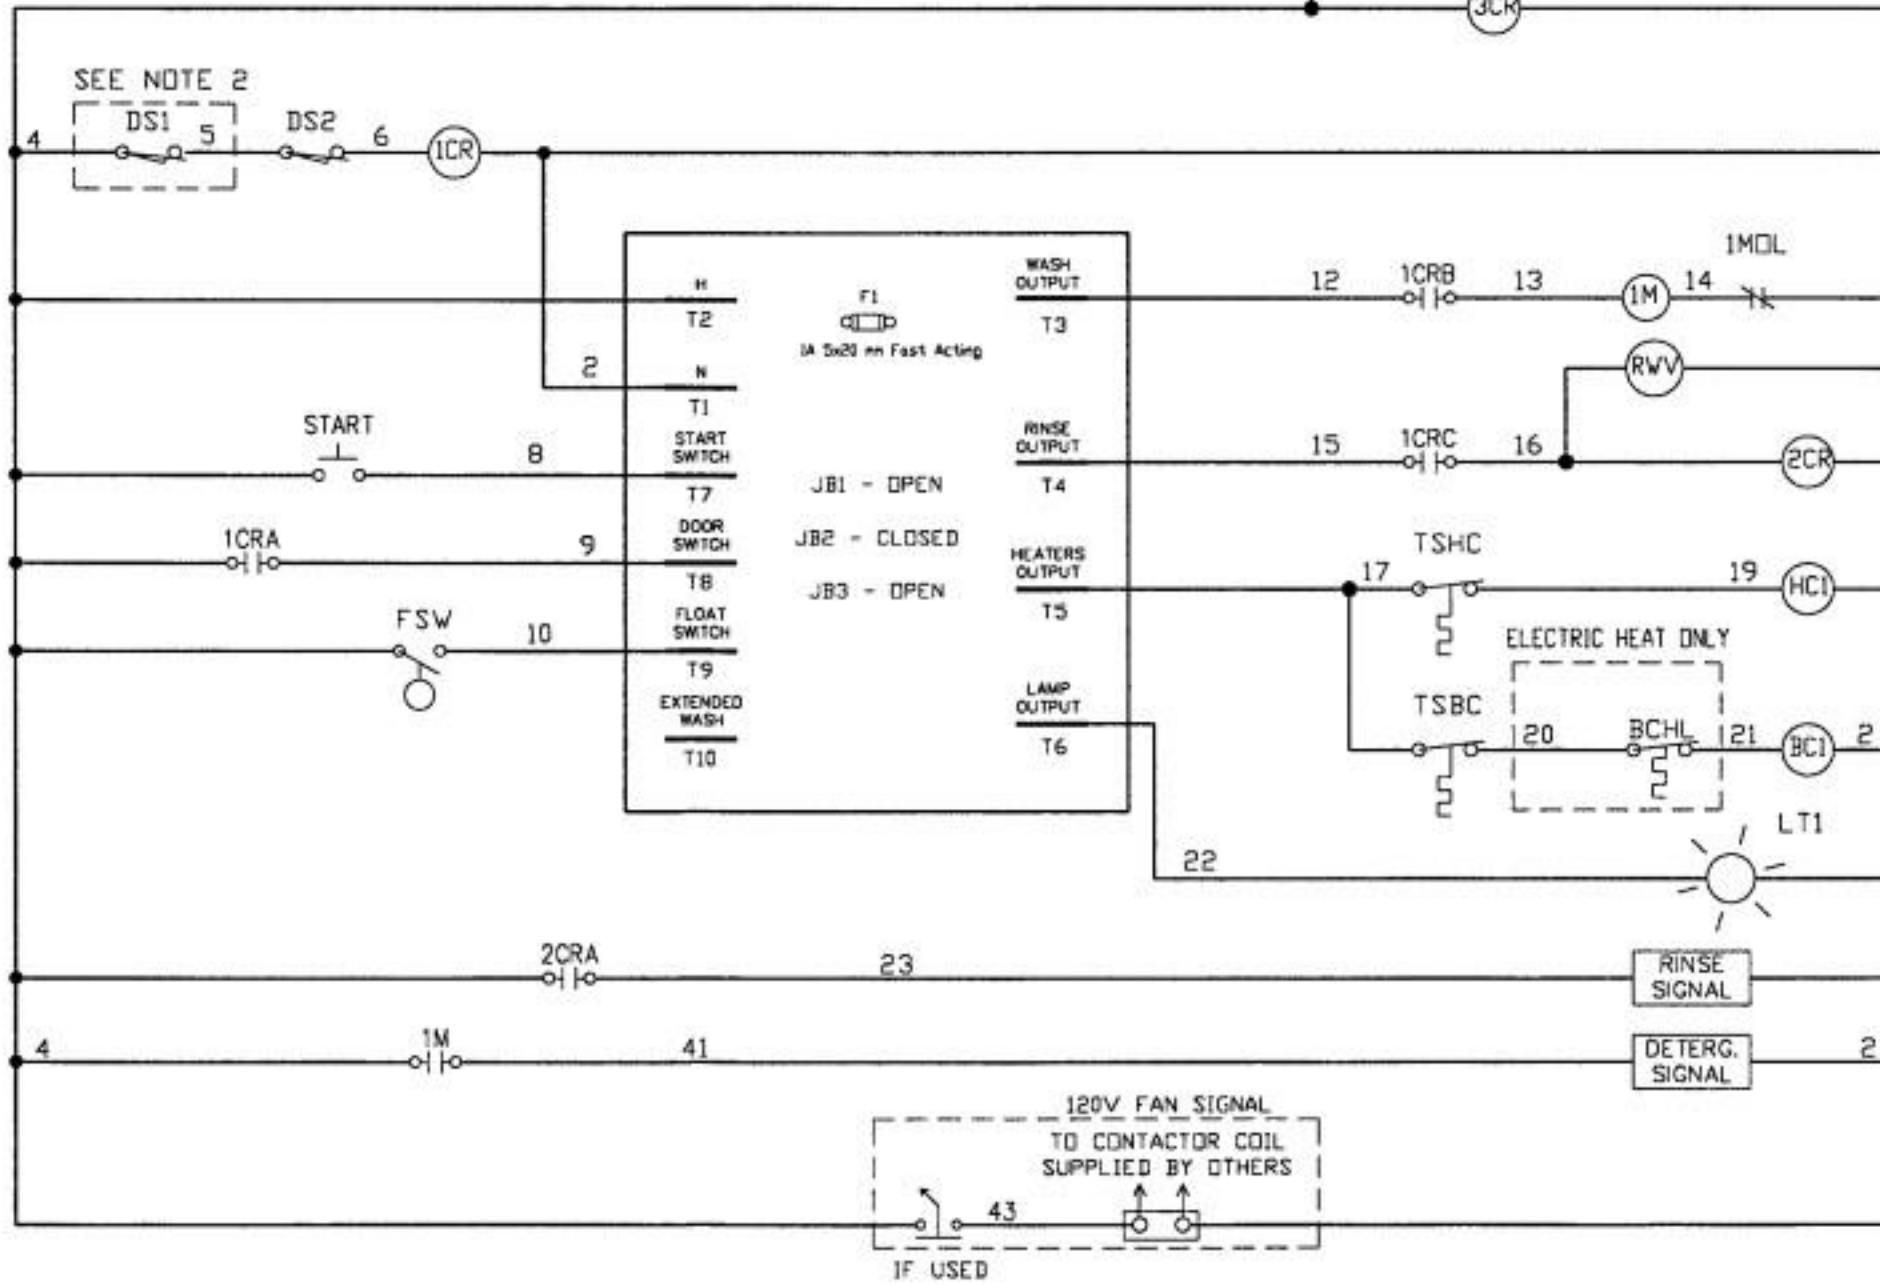 3CR
SEE NOTE 2
4 DS1 5 DS2 6 1CR
H
T2
F1
1A 5x20 mm Fast Acting
2
N
T1
START
8
START
SWITCH
T7
JB1 - OPEN
1CRA
9
DOOR
SWITCH
T8
JB2 - CLOSED
JB3 - OPEN
FSW
10
FLOAT
SWITCH
T9
EXTENDED
WASH
T10
WASH
OUTPUT
T3
12 1CRB 13 1M 14 1MOL
RWV
RINSE
OUTPUT
T4
15 1CRC 16 2CR
HEATERS
OUTPUT
T5
17 TSHC 19 HC1
ELECTRIC HEAT ONLY
TSBC 20 BCHL 21 BC1 2
LAMP
OUTPUT
T6
22
LT1
2CRA
23
RINSE
SIGNAL
4 1M 41
DETERG.
SIGNAL
2
120V FAN SIGNAL
TO CONTACTOR COIL
SUPPLIED BY OTHERS
43
IF USED